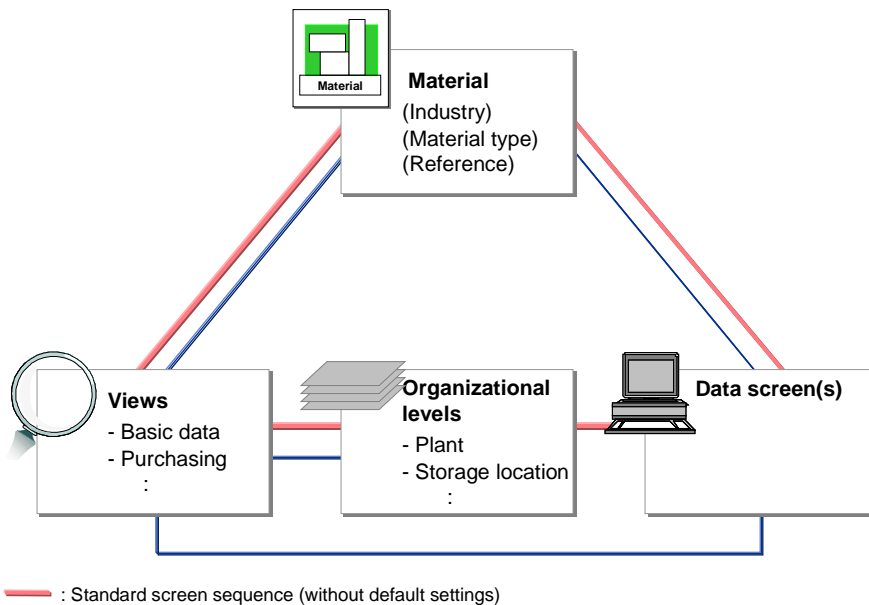 Material
Material
(Industry)
(Material type)
(Reference)
Views
- Basic data
- Purchasing
:
Organizational
levels
- Plant
- Storage location
:
Data screen(s)
: Standard screen sequence (without default settings)